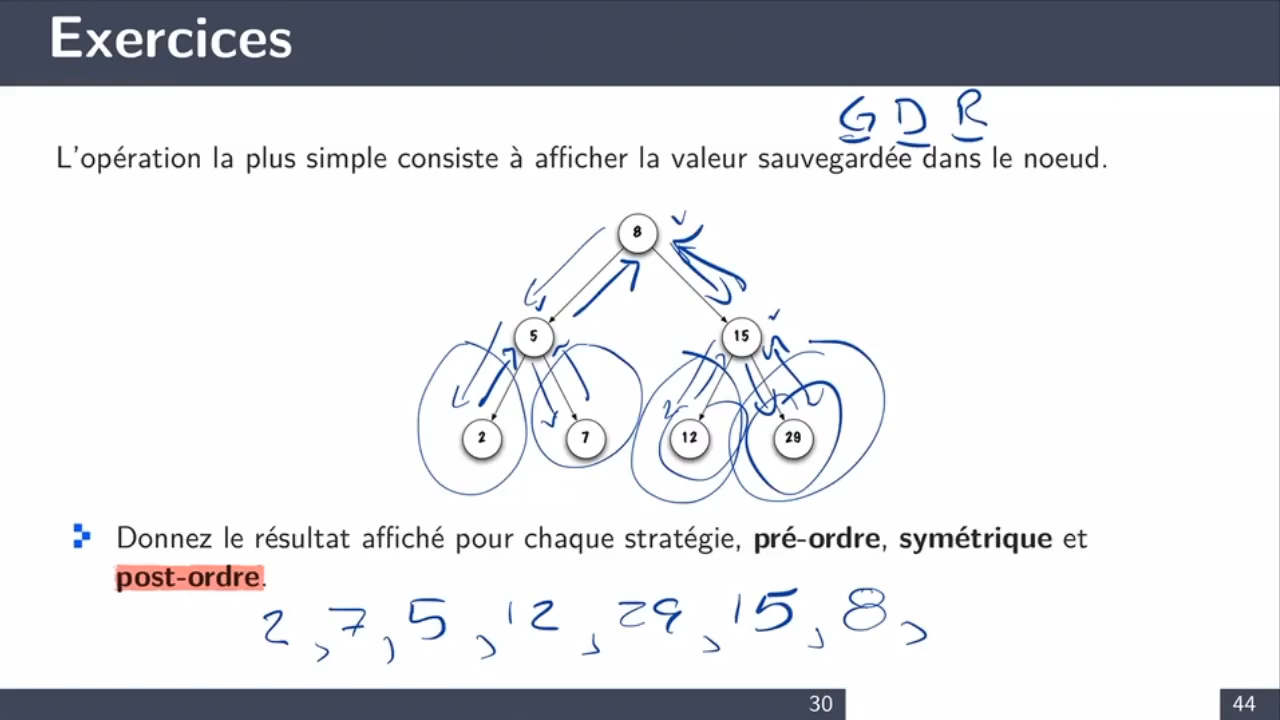 Exercices
G D R
L'opération la plus simple consiste à afficher la valeur sauvegardée dans le noeud.
8
5 15
2 7 12 29
Donnez le résultat affiché pour chaque stratégie, pré-ordre, symétrique et
post-ordre.
2 , 7 , 5 , 12 , 29 , 15 , 8 ,
30 44